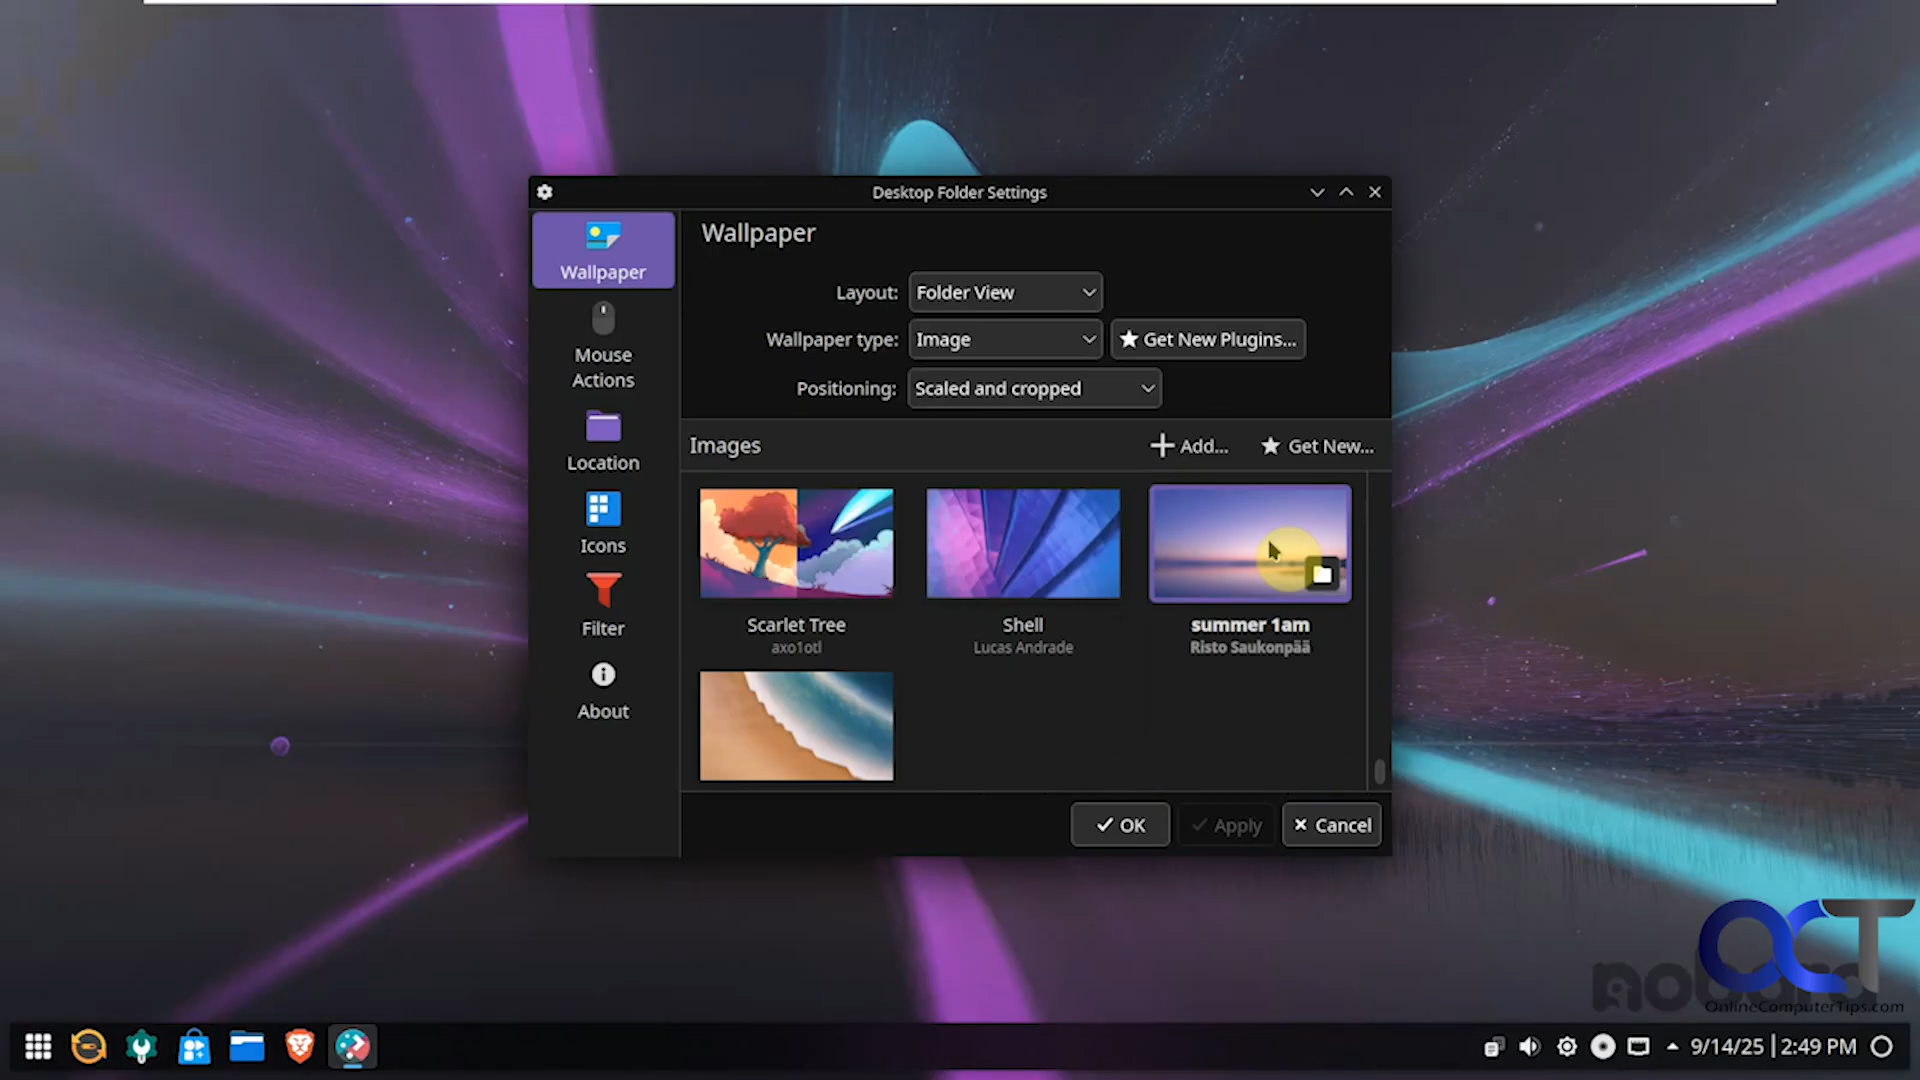 Desktop Folder Settings
Wallpaper
Wallpaper
Layout:
Folder View
Wallpaper type:
Image
Get New Plugins...
Positioning:
Scaled and cropped
Mouse
Actions
Location
Icons
Filter
About
Images
Add...
Get New...
Scarlet Tree
axo1otl
Shell
Lucas Andrade
summer 1am
Risto Saukonpää
OK
Apply
Cancel
OCT
OnlineComputerTips.com
9/14/25
2:49 PM